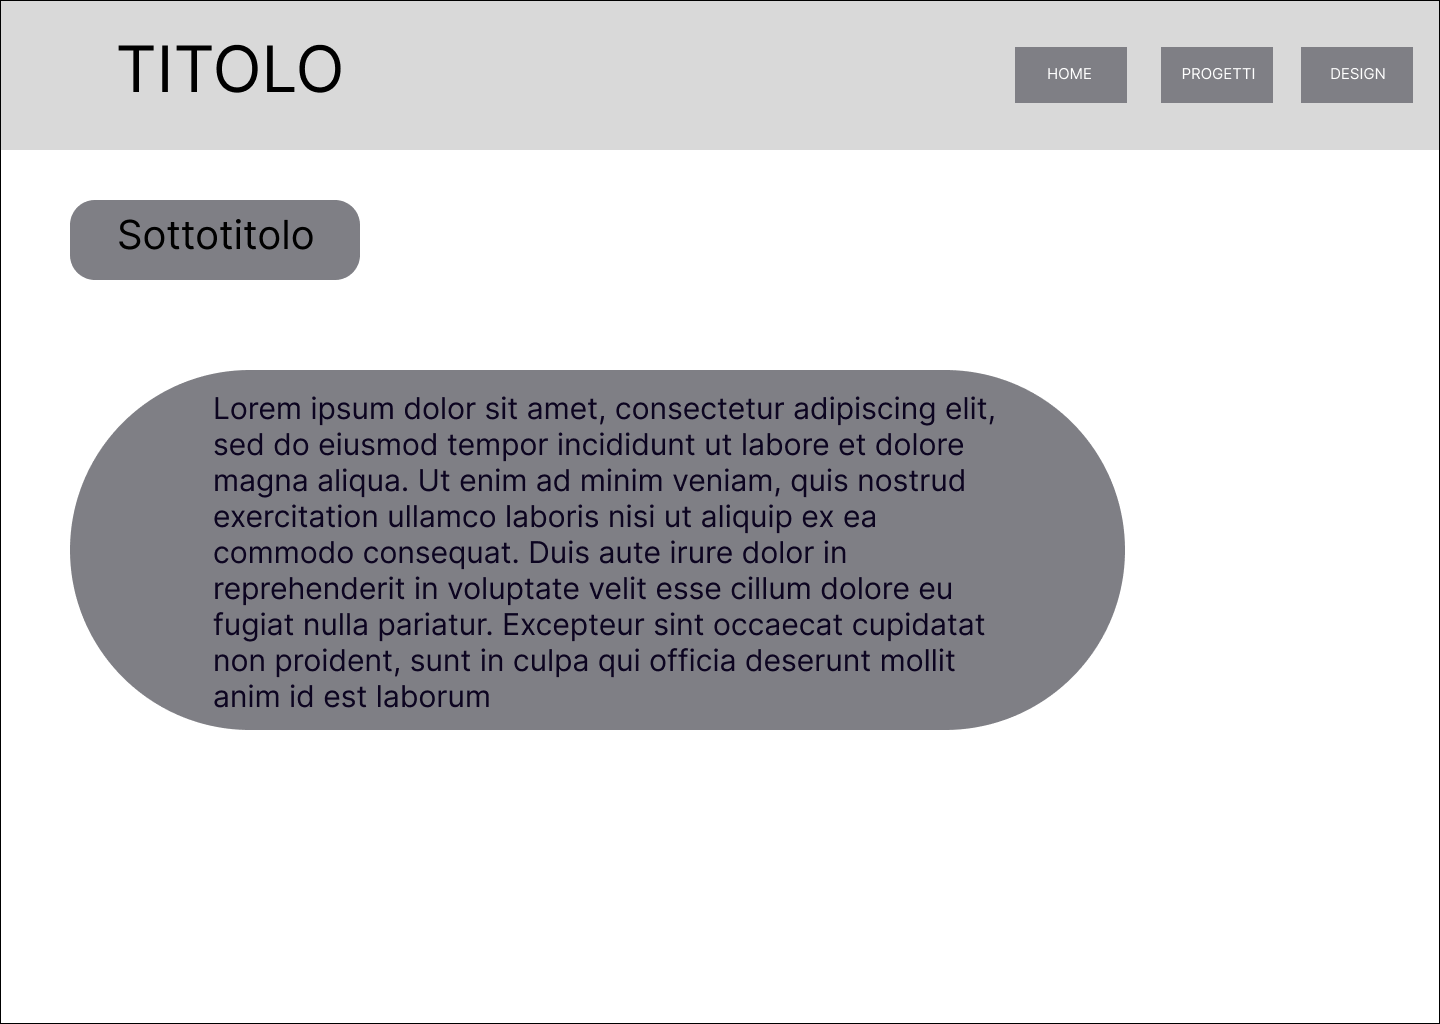 TITOLO
HOME
PROGETTI
DESIGN
Sottotitolo
Lorem ipsum dolor sit amet, consectetur adipiscing elit,
sed do eiusmod tempor incididunt ut labore et dolore
magna aliqua. Ut enim ad minim veniam, quis nostrud
exercitation ullamco laboris nisi ut aliquip ex ea
commodo consequat. Duis aute irure dolor in
reprehenderit in voluptate velit esse cillum dolore eu
fugiat nulla pariatur. Excepteur sint occaecat cupidatat
non proident, sunt in culpa qui officia deserunt mollit
anim id est laborum